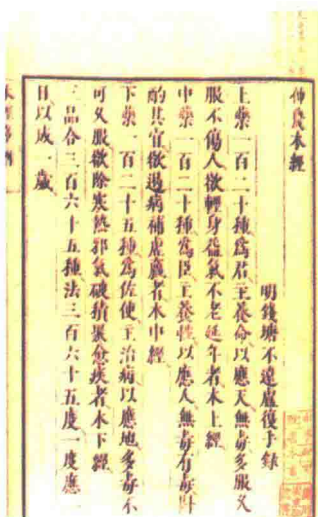 神農本經
明錢塘不遠盧復手錄
上藥一百二十種為君主養命以應天無毒多服久
服不傷人欲輕身益氣不老延年者本上經
中藥一百二十種為臣主養性以應人無毒有毒斟
酌其宜欲遏病補虛羸者本中經
下藥一百二十五種為佐使主治病以應地多毒不
可久服欲除寒熱邪氣破積聚愈疾者本下經
三品合三百六十五種法三百六十五度一度應一
日以成一歲